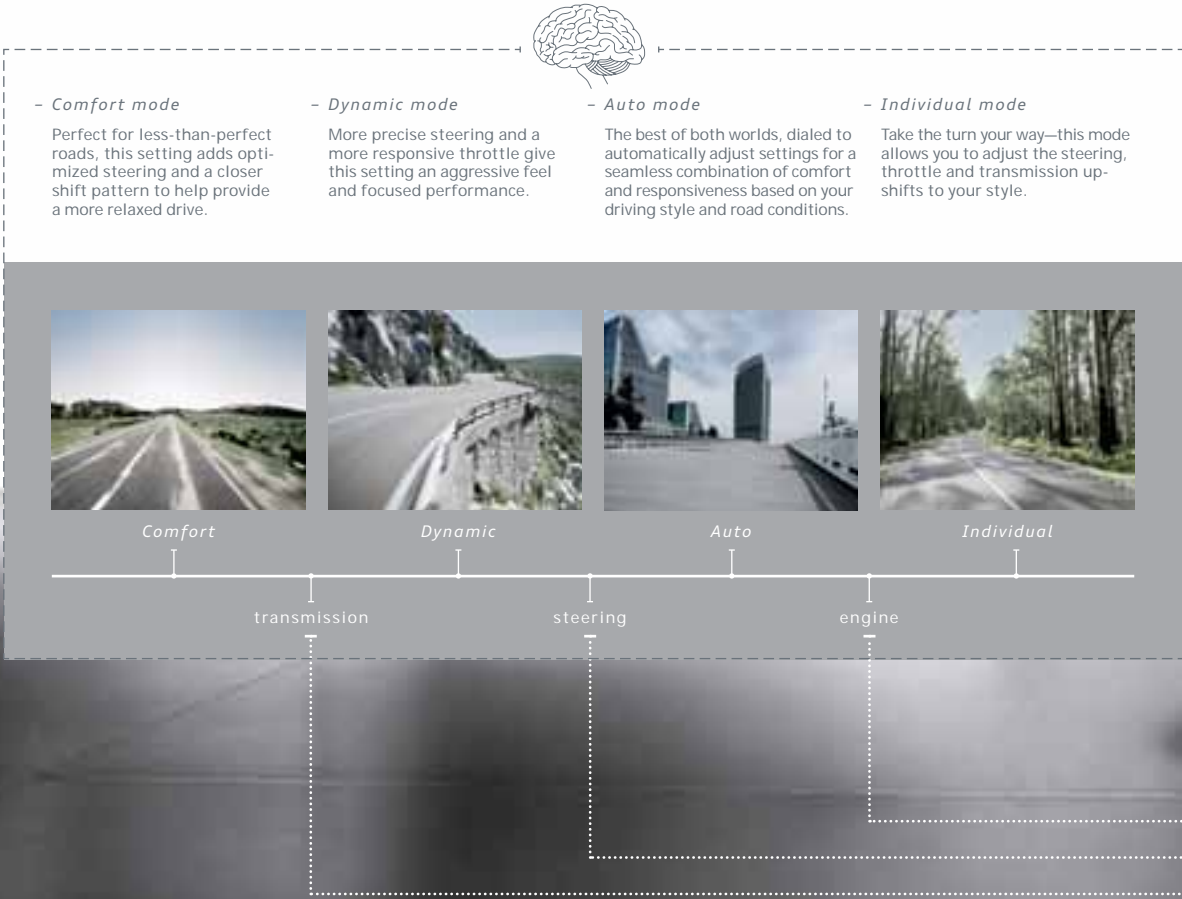 – Comfort mode
Perfect for less-than-perfect
roads, this setting adds opti-
mized steering and a closer
shift pattern to help provide
a more relaxed drive.
– Dynamic mode
More precise steering and a
more responsive throttle give
this setting an aggressive feel
and focused performance.
– Auto mode
The best of both worlds, dialed to
automatically adjust settings for a
seamless combination of comfort
and responsiveness based on your
driving style and road conditions.
– Individual mode
Take the turn your way—this mode
allows you to adjust the steering,
throttle and transmission up-
shifts to your style.
Comfort
Dynamic
Auto
Individual
transmission
steering
engine